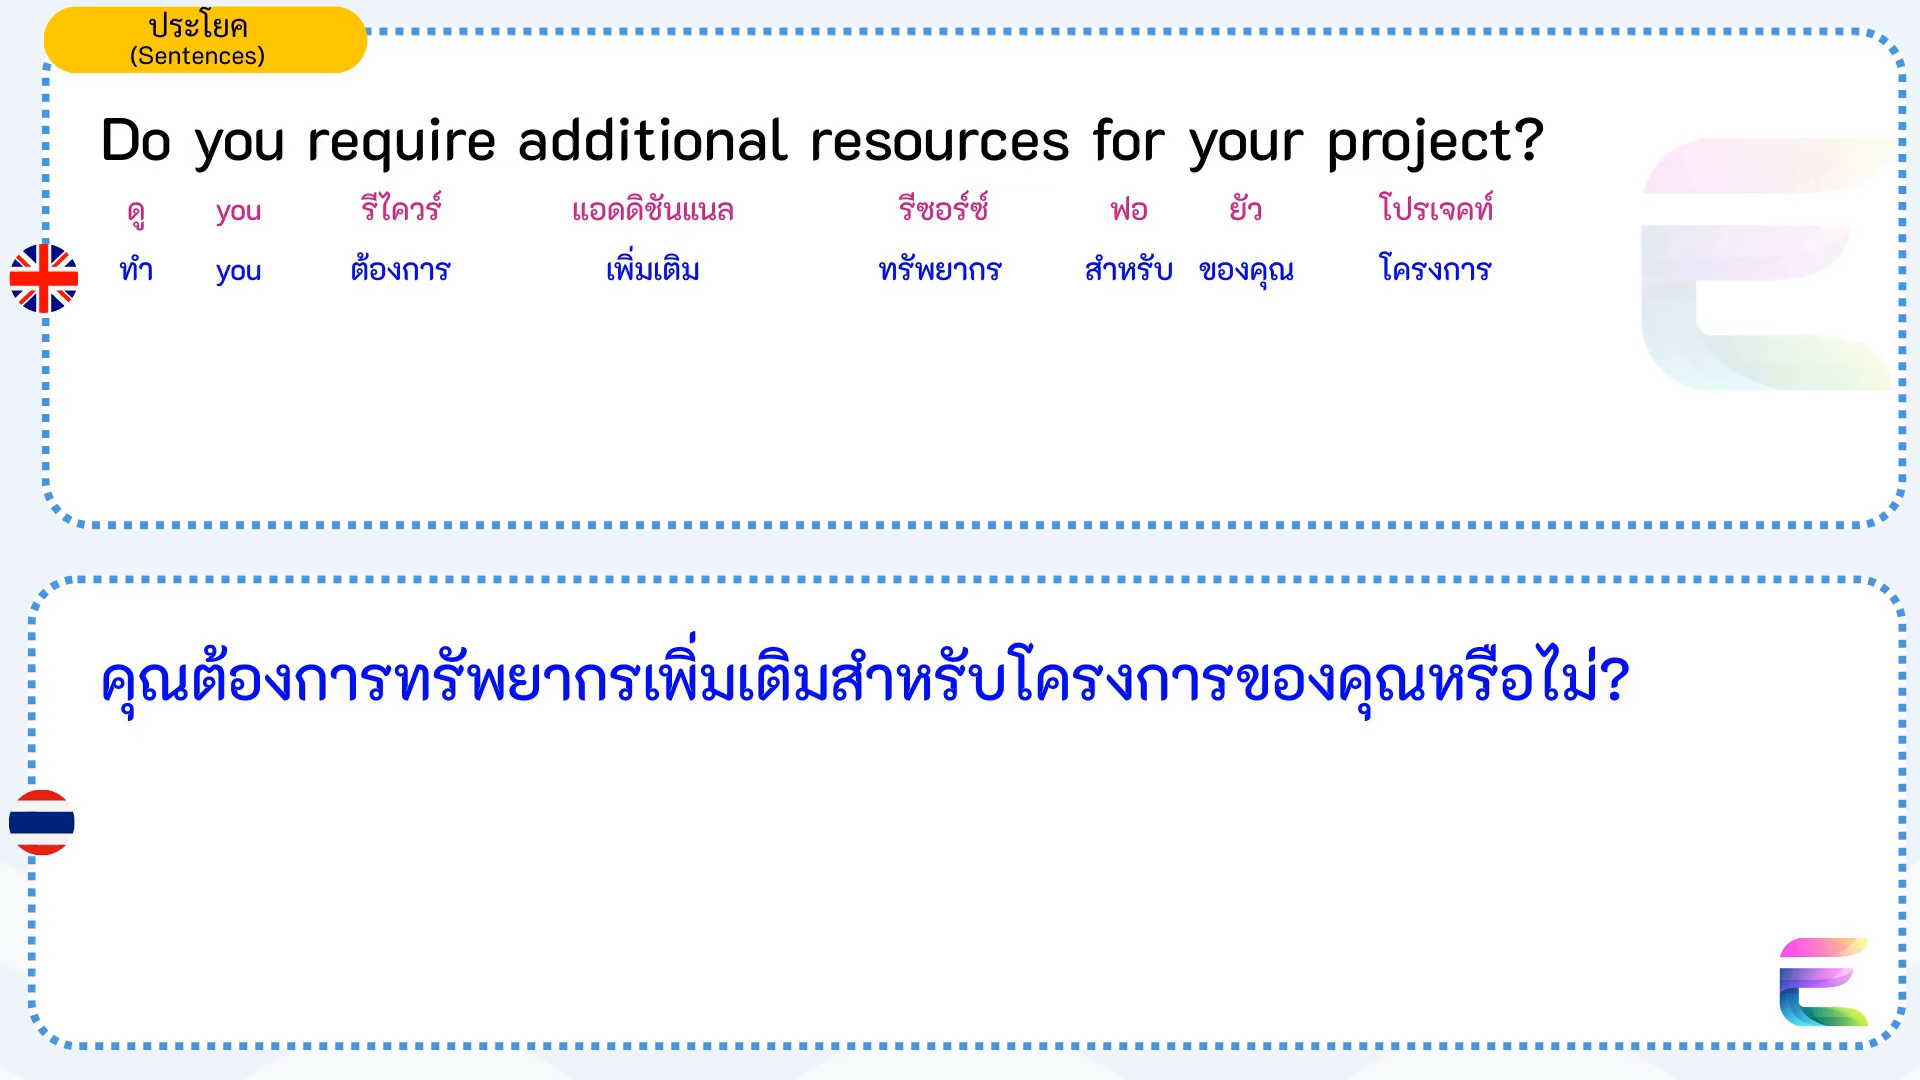 ประโยค
(Sentences)
Do you require additional resources for your project?
ดู you รีไควร์ แอดดิชันแนล รีซอร์ซ์ ฟอ ยัว โปรเจคท์
ทำ you ต้องการ เพิ่มเติม ทรัพยากร สำหรับ ของคุณ โครงการ
คุณต้องการทรัพยากรเพิ่มเติมสำหรับโครงการของคุณหรือไม่?